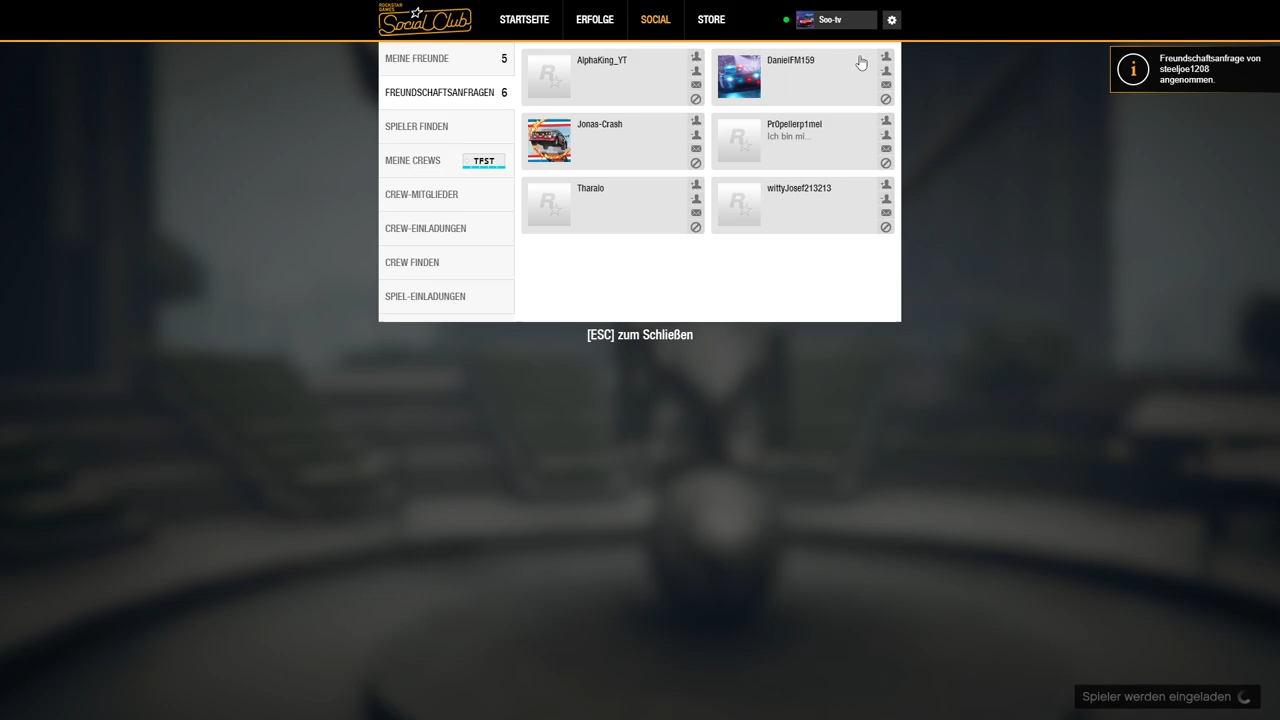 ROCKSTAR
GAMES
Social Club
STARTSEITE
ERFOLGE
SOCIAL
STORE
Soo-tv
MEINE FREUNDE 5
FREUNDSCHAFTSANFRAGEN 6
SPIELER FINDEN
MEINE CREWS TFST
CREW-MITGLIEDER
CREW-EINLADUNGEN
CREW FINDEN
SPIEL-EINLADUNGEN
AlphaKing_YT
DanielFM159
Jonas-Crash
Pr0pellerp1mel
Ich bin mi...
Tharalo
wittyJosef213213
[ESC] zum Schließen
Freundschaftsanfrage von
steeljoe1208
angenommen.
Spieler werden eingeladen